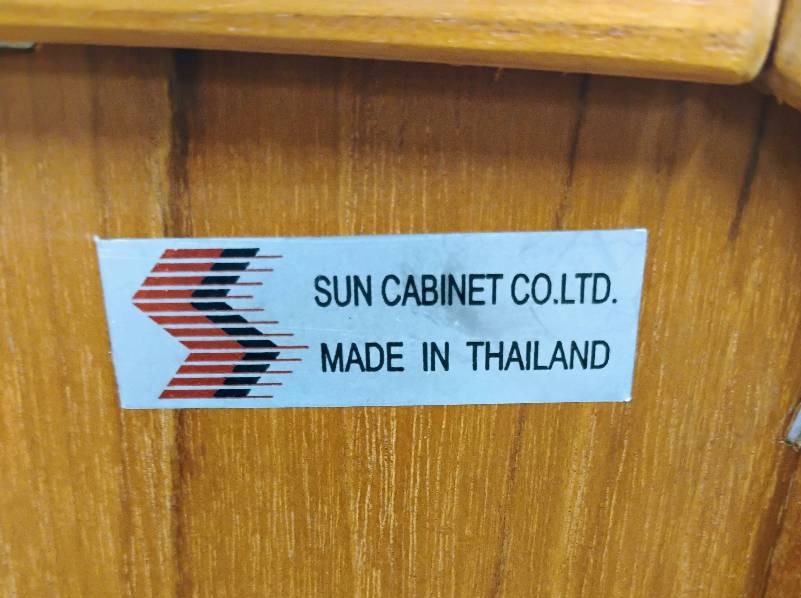 SUN CABINET CO.LTD.
MADE IN THAILAND